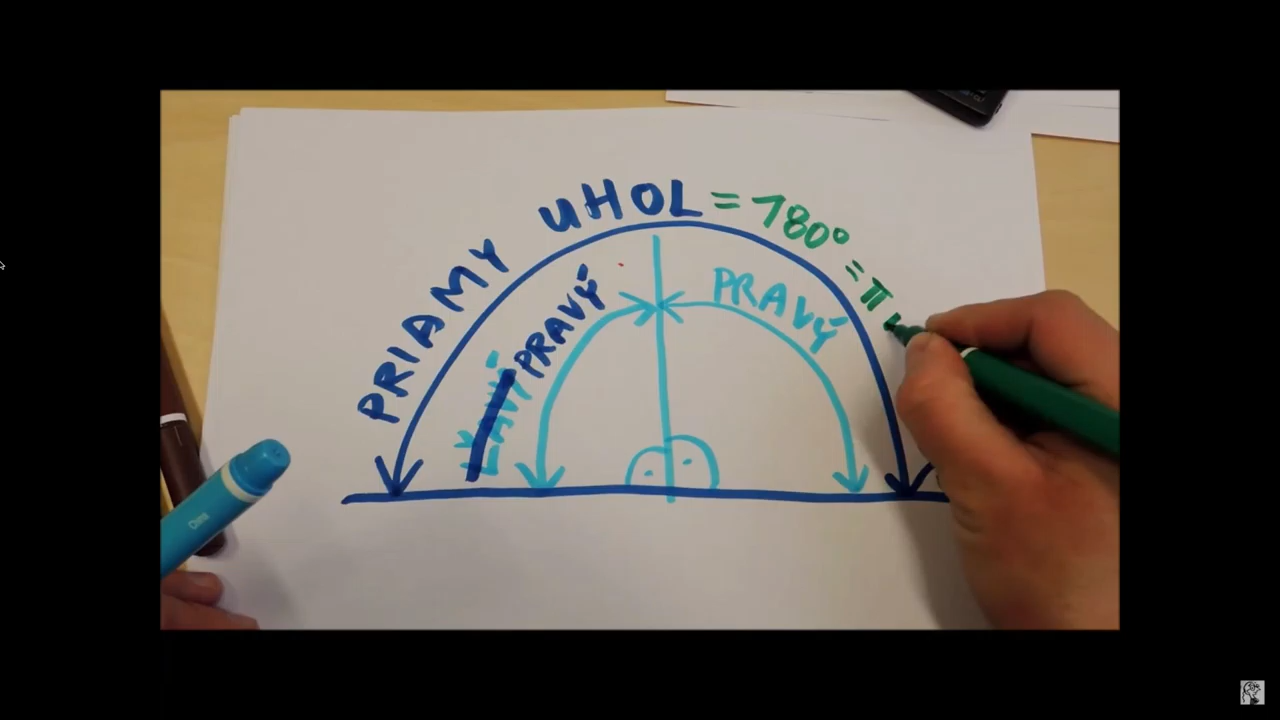 PRIAMY UHOL = 180° = π
PRAVÝ
PRAVÝ